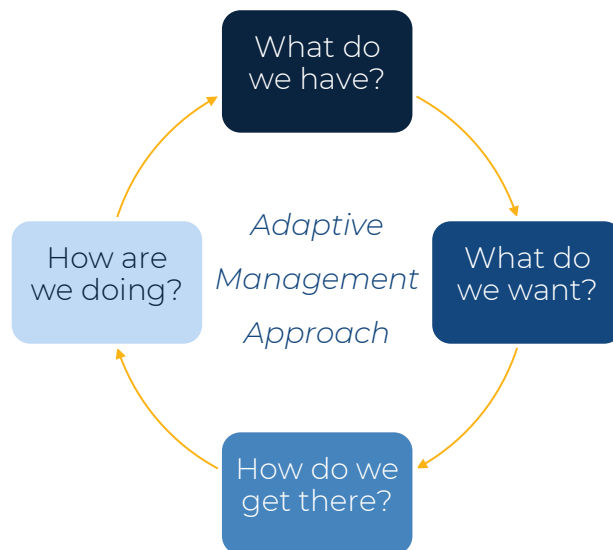 What do
we have?
What do
we want?
How do we
get there?
How are
we doing?
Adaptive
Management
Approach